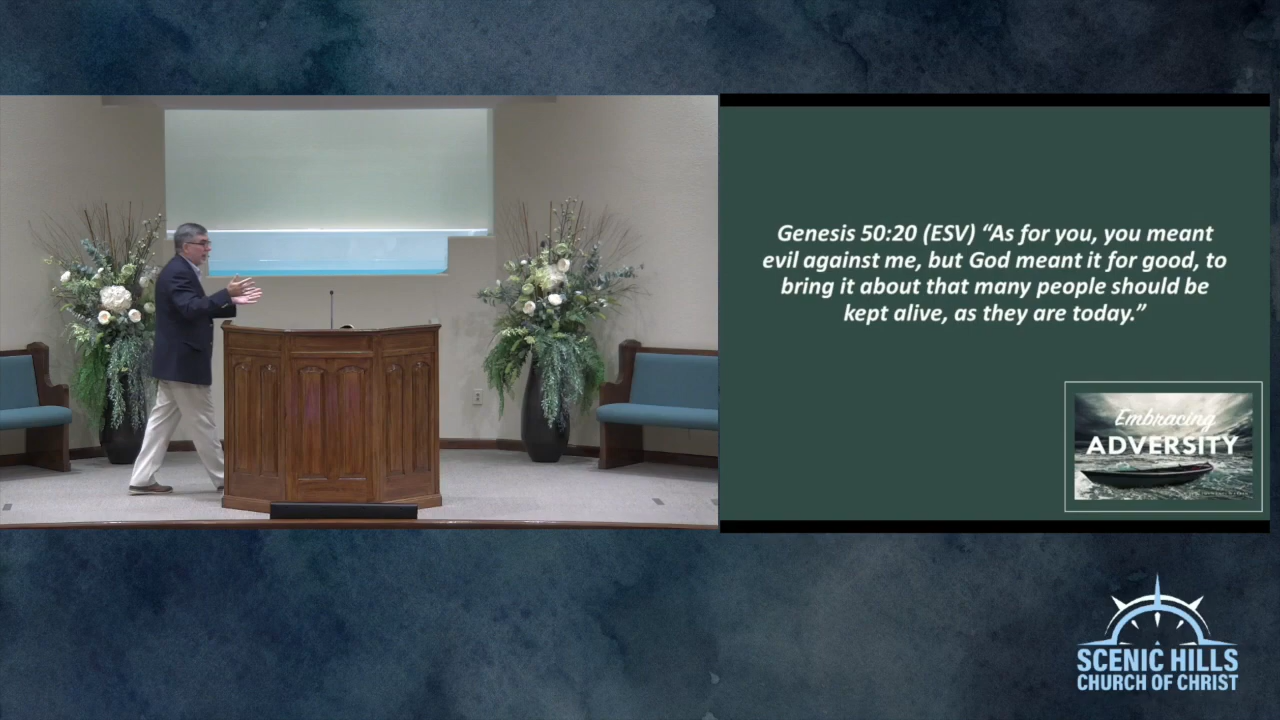 Genesis 50:20 (ESV) “As for you, you meant
evil against me, but God meant it for good, to
bring it about that many people should be
kept alive, as they are today.”
Embracing
ADVERSITY
SCENIC HILLS
CHURCH OF CHRIST